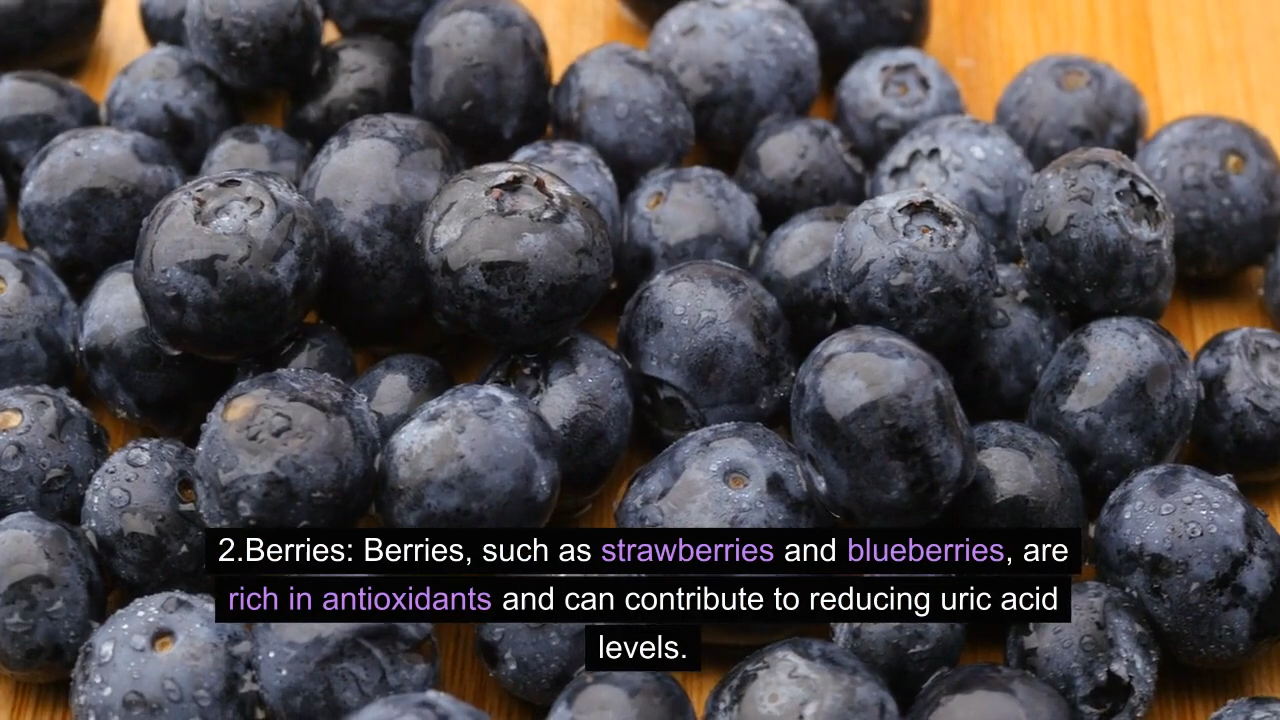 2.Berries: Berries, such as strawberries and blueberries, are
rich in antioxidants and can contribute to reducing uric acid
levels.